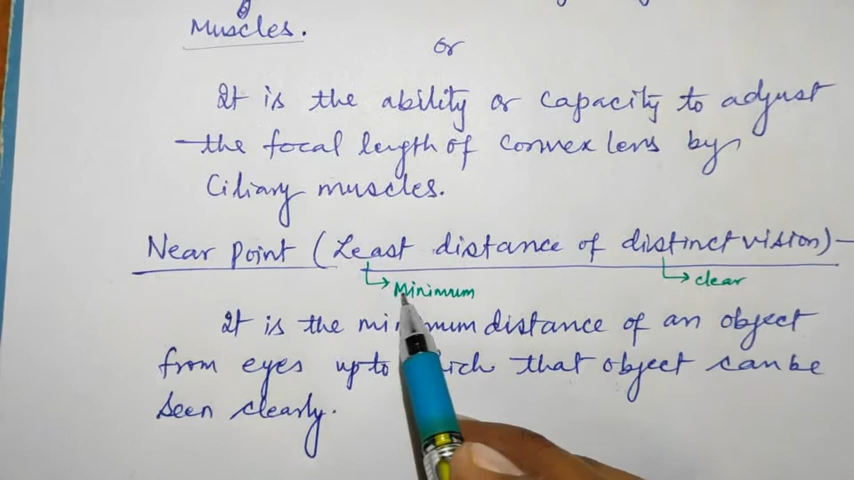 Muscles.
or
It is the ability or capacity to adjust
the focal length of convex lens by
Ciliary muscles.
Near Point (Least distance of distinct vision) -
Minimum
clear
It is the minimum distance of an object
from eyes upto which that object can be
seen clearly.